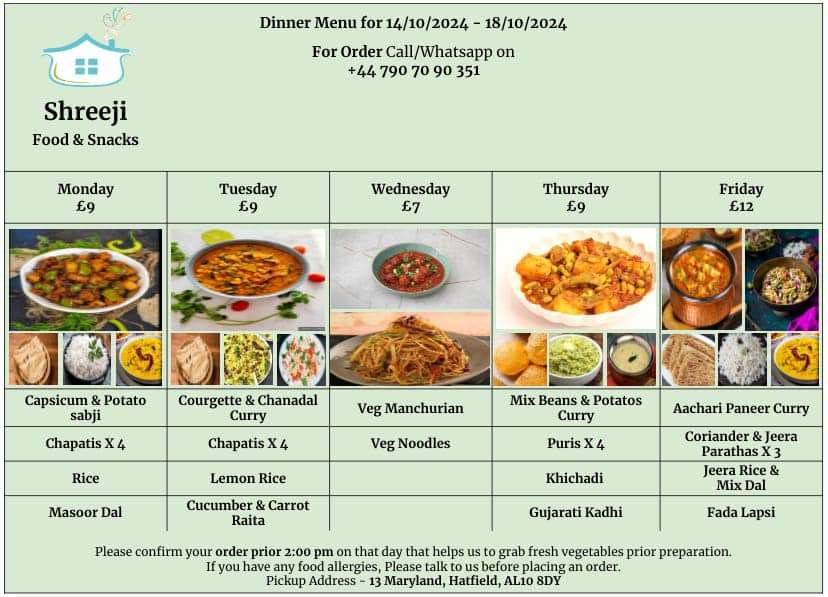 Dinner Menu for 14/10/2024 - 18/10/2024
For Order Call/Whatsapp on
+44 790 70 90 351
Shreeji
Food & Snacks
Monday
£9
Tuesday
£9
Wednesday
£7
Thursday
£9
Friday
£12
Capsicum & Potato
sabji
Courgette & Chanadal
Curry
Veg Manchurian
Mix Beans & Potatos
Curry
Aachari Paneer Curry
Chapatis X 4
Chapatis X 4
Veg Noodles
Puris X 4
Coriander & Jeera
Parathas X 3
Rice
Lemon Rice
Khichadi
Jeera Rice &
Mix Dal
Masoor Dal
Cucumber & Carrot
Raita
Gujarati Kadhi
Fada Lapsi
Please confirm your order prior 2:00 pm on that day that helps us to grab fresh vegetables prior preparation.
If you have any food allergies, Please talk to us before placing an order.
Pickup Address - 13 Maryland, Hatfield, AL10 8DY